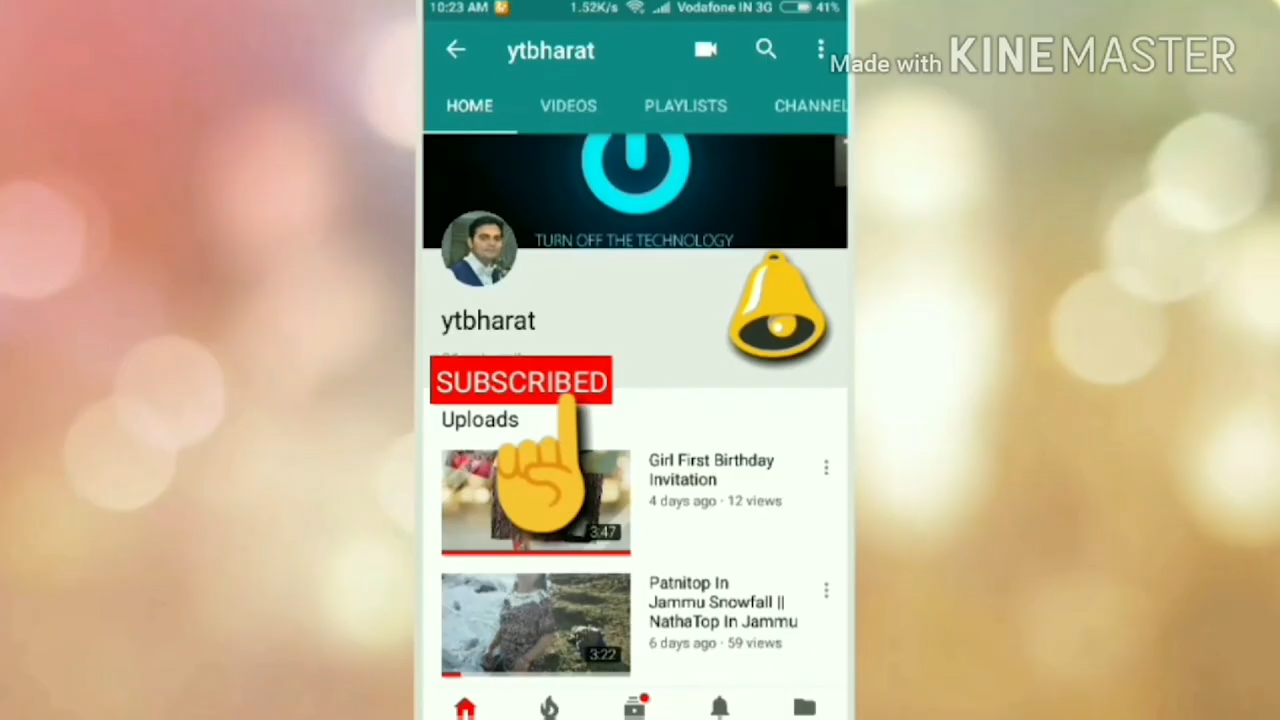 10:23 AM 1.52K/s Vodafone IN 3G 41%
ytbharat
Made with KINEMASTER
HOME VIDEOS PLAYLISTS CHANNEL
TURN OFF THE TECHNOLOGY
ytbharat
SUBSCRIBED
Uploads
Girl First Birthday
Invitation
4 days ago · 12 views
3:47
Patnitop In
Jammu Snowfall ||
NathaTop In Jammu
6 days ago · 59 views
3:22